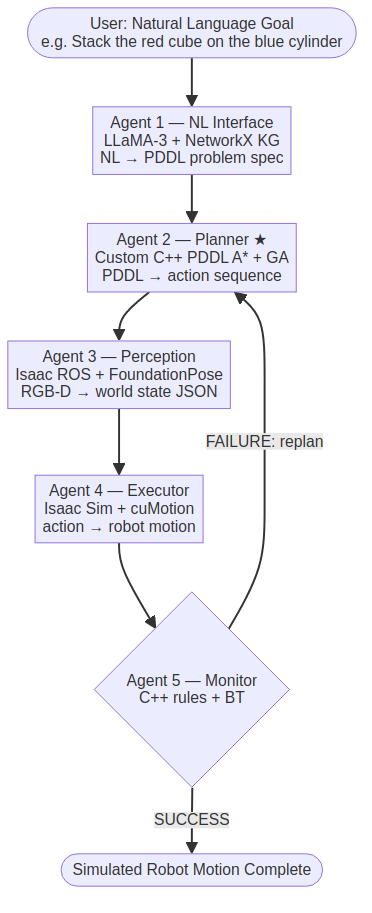 User: Natural Language Goal
e.g. Stack the red cube on the blue cylinder
Agent 1 — NL Interface
LLaMA-3 + NetworkX KG
NL → PDDL problem spec
Agent 2 — Planner ★
Custom C++ PDDL A* + GA
PDDL → action sequence
Agent 3 — Perception
Isaac ROS + FoundationPose
RGB-D → world state JSON
FAILURE: replan
Agent 4 — Executor
Isaac Sim + cuMotion
action → robot motion
Agent 5 — Monitor
C++ rules + BT
SUCCESS
Simulated Robot Motion Complete